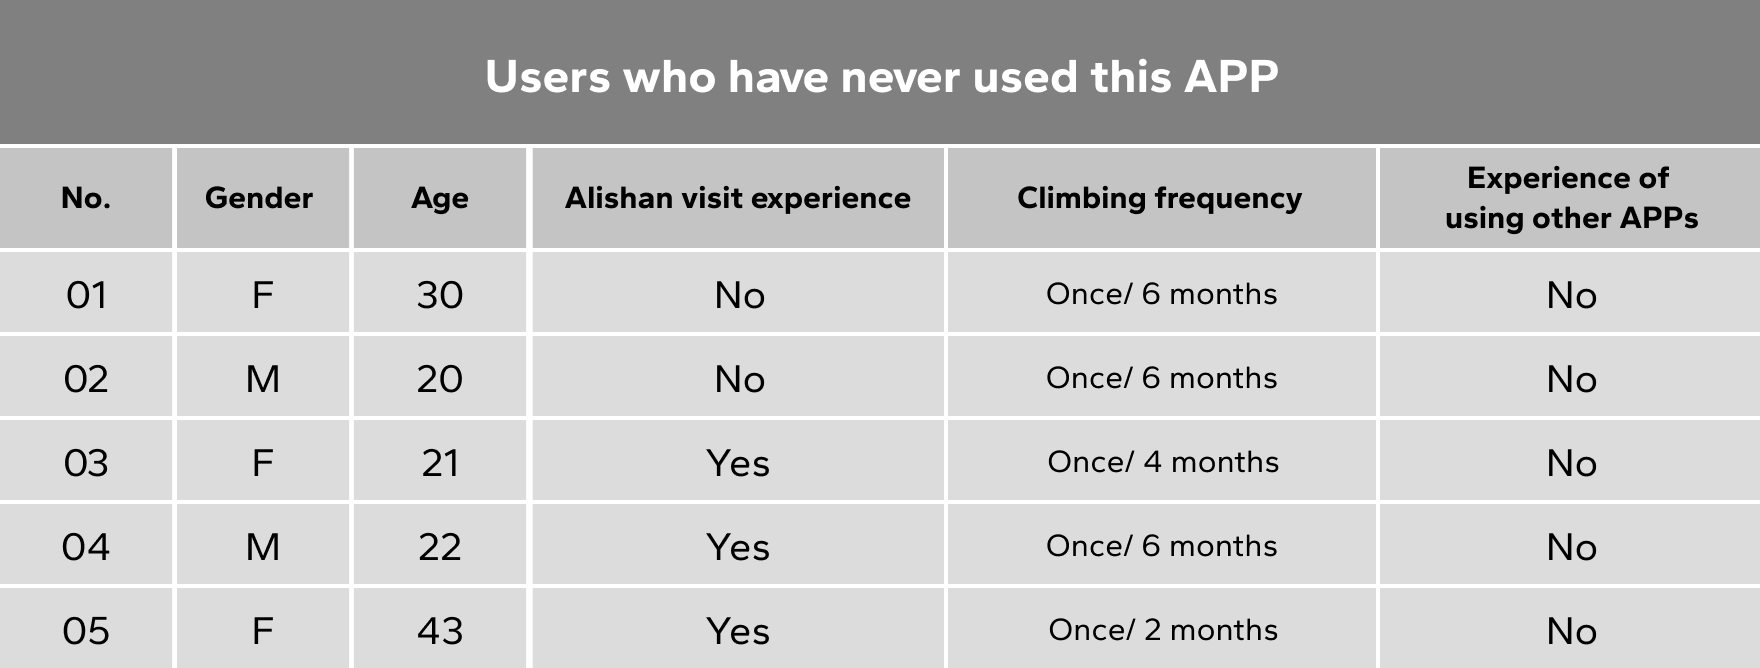 Users who have never used this APP
No. Gender Age Alishan visit experience Climbing frequency Experience of
using other APPs
01 F 30 No Once/ 6 months No
02 M 20 No Once/ 6 months No
03 F 21 Yes Once/ 4 months No
04 M 22 Yes Once/ 6 months No
05 F 43 Yes Once/ 2 months No